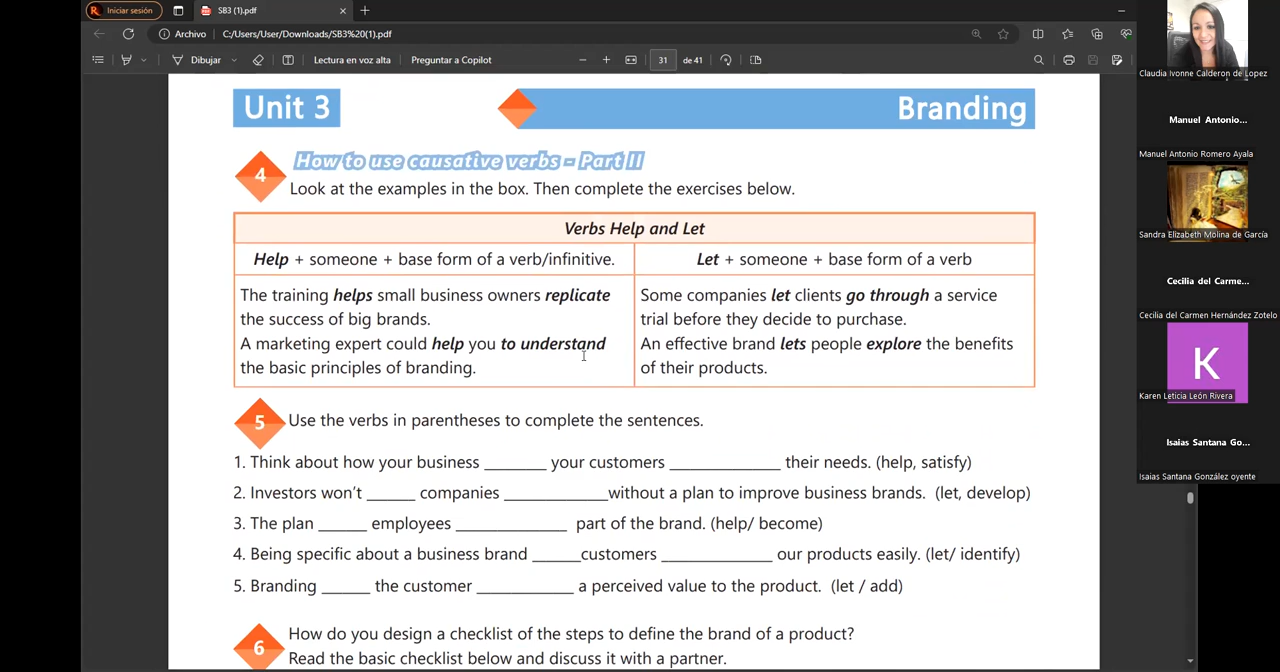 Iniciar sesión
SB3 (1).pdf
Archivo
C:/Users/User/Downloads/SB3%20(1).pdf
Dibujar
Lectura en voz alta
Preguntar a Copilot
31
de 41
Unit 3
Branding
4
How to use causative verbs – Part II
Look at the examples in the box. Then complete the exercises below.
Verbs Help and Let
Help + someone + base form of a verb/infinitive.
Let + someone + base form of a verb
The training helps small business owners replicate
the success of big brands.
A marketing expert could help you to understand
the basic principles of branding.
Some companies let clients go through a service
trial before they decide to purchase.
An effective brand lets people explore the benefits
of their products.
5
Use the verbs in parentheses to complete the sentences.
1. Think about how your business ________ your customers ______________ their needs. (help, satisfy)
2. Investors won't ______ companies _____________without a plan to improve business brands. (let, develop)
3. The plan ______ employees ______________ part of the brand. (help/ become)
4. Being specific about a business brand ______customers ______________ our products easily. (let/ identify)
5. Branding ______ the customer ____________ a perceived value to the product. (let / add)
6
How do you design a checklist of the steps to define the brand of a product?
Read the basic checklist below and discuss it with a partner.
Claudia Ivonne Calderon de Lopez
Manuel Antonio...
Manuel Antonio Romero Ayala
Sandra Elizabeth Molina de García
Cecilia del Carme...
Cecilia del Carmen Hernández Zotelo
K
Karen Leticia León Rivera
Isaias Santana Go...
Isaias Santana González oyente